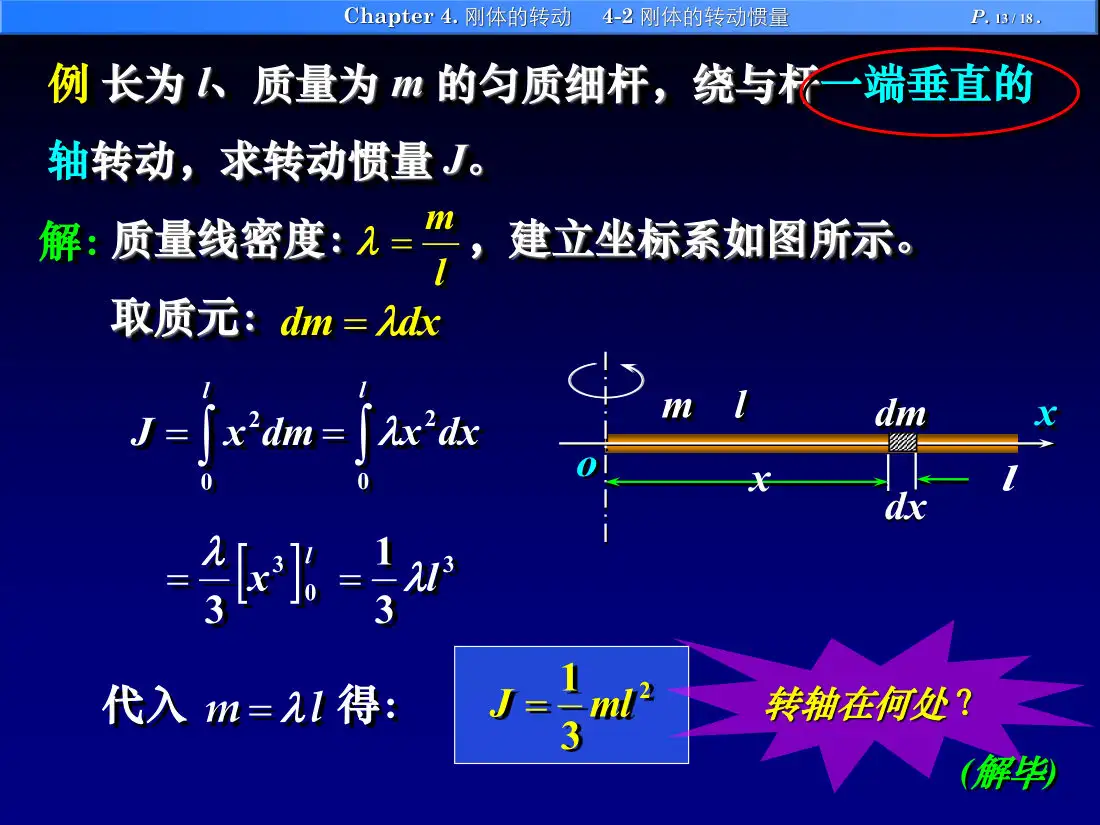 Chapter 4. 刚体的转动 4-2 刚体的转动惯量 P. 13 / 18 .
例 长为 l、质量为 m 的匀质细杆，绕与杆一端垂直的
轴转动，求转动惯量 J。
解：质量线密度：λ = m/l ，建立坐标系如图所示。
取质元：dm = λdx
J = ∫₀ˡ x²dm = ∫₀ˡ λx²dx
= λ/3 [x³]₀ˡ = 1/3 λl³
m l dm x
o x l
dx
代入 m = λl 得：
J = 1/3 ml²
转轴在何处？
(解毕)